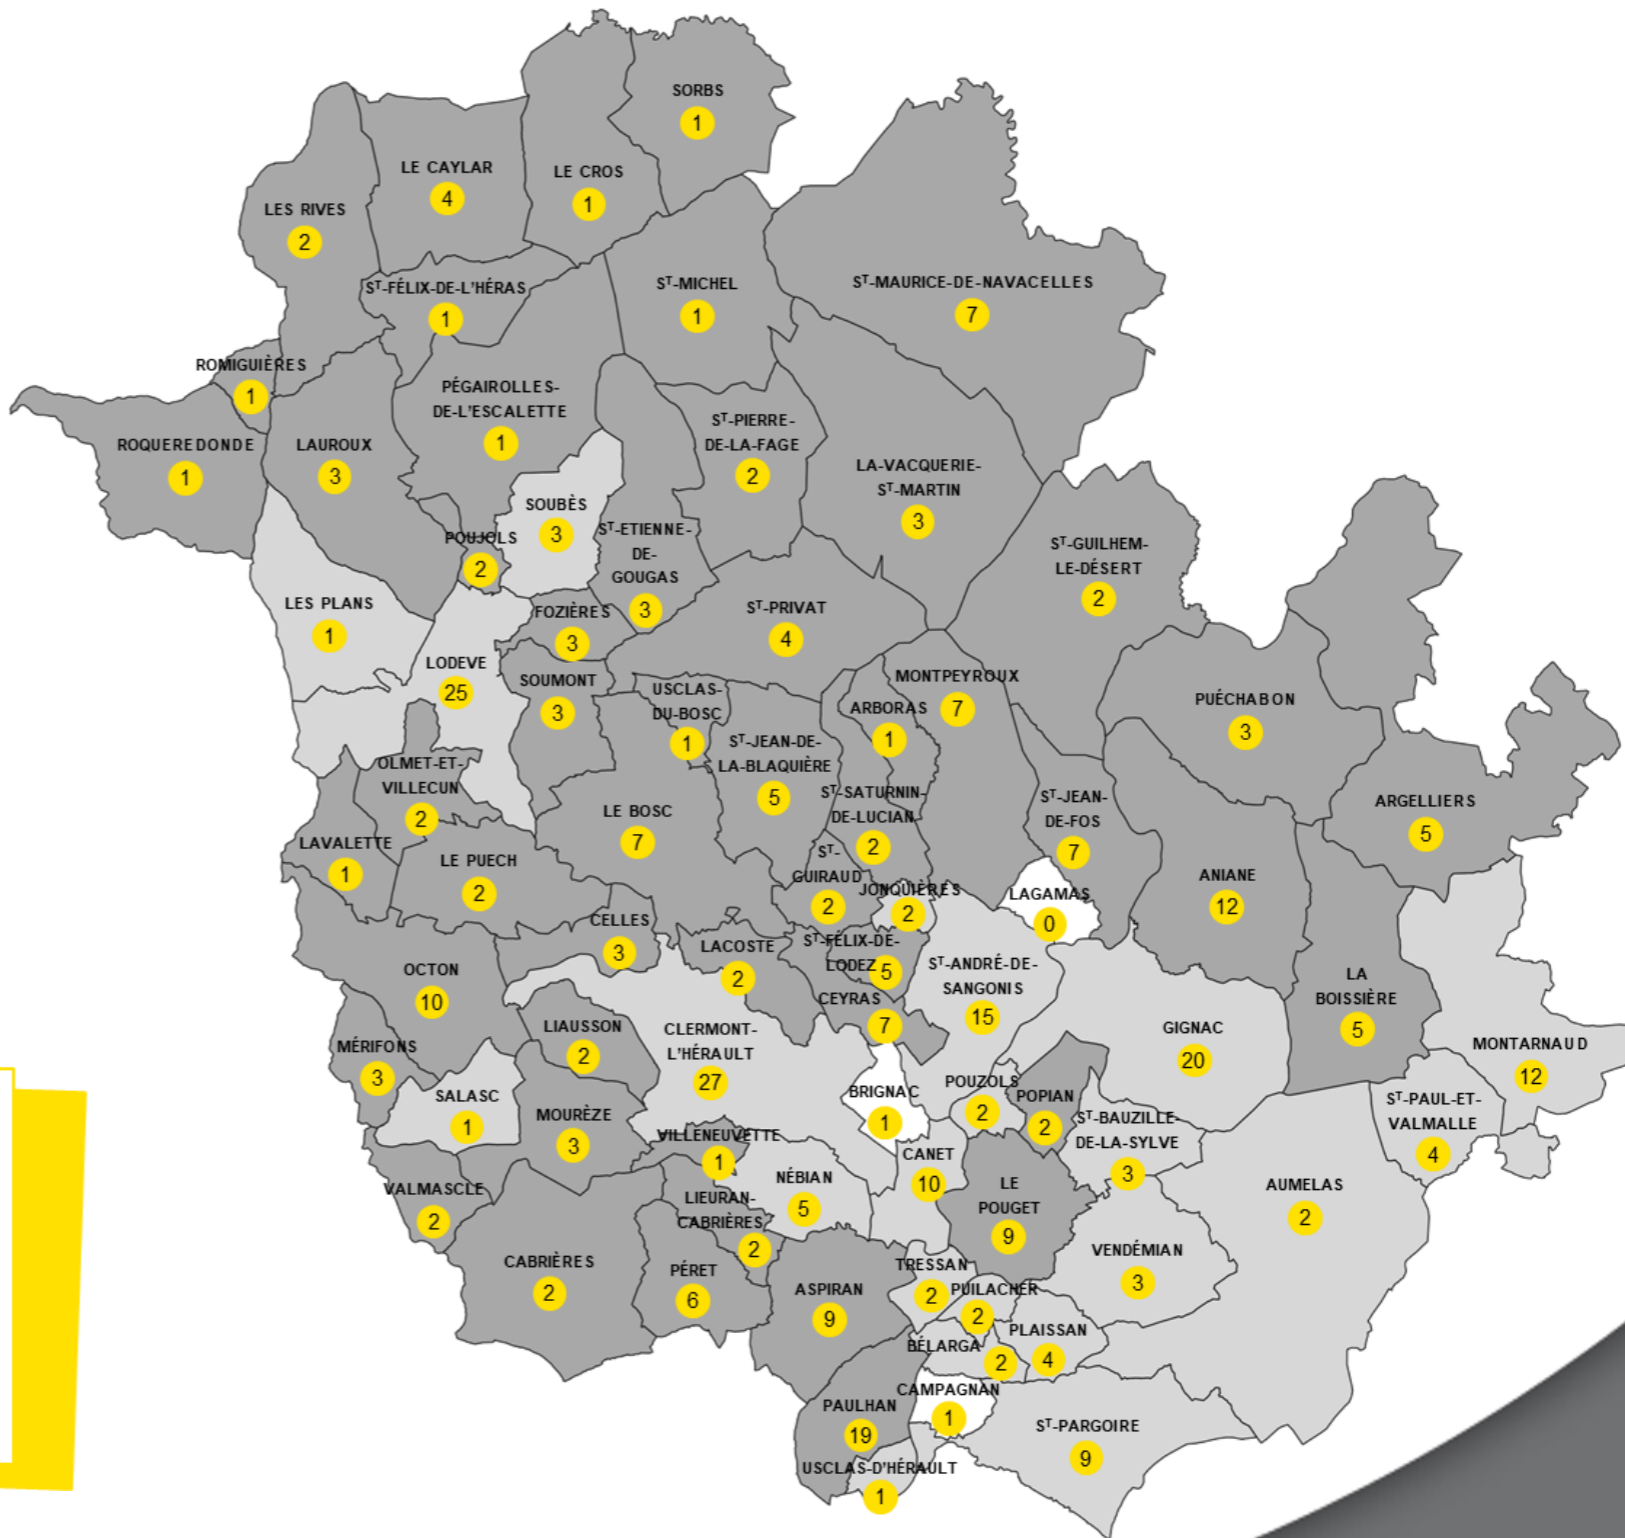 SORBS
1
LE CAYLAR
4
LE CROS
1
LES RIVES
2
ST-FÉLIX-DE-L'HÉRAS
1
ST-MICHEL
1
ST-MAURICE-DE-NAVACELLES
7
ROMIGUIÈRES
1
PÉGAIROLLES-
DE-L'ESCALETTE
1
ROQUEREDONDE
1
LAUROUX
3
ST-PIERRE-
DE-LA-FAGE
2
LA-VACQUERIE-
ST-MARTIN
3
SOUBÈS
3
POUJOLS
2
ST-ETIENNE-
DE-
GOUGAS
3
ST-GUILHEM-
LE-DÉSERT
2
LES PLANS
1
FOZIÈRES
3
ST-PRIVAT
4
LODEVE
25
SOUMONT
3
USCLAS-
DU-BOSC
1
ARBORAS
1
MONTPEYROUX
7
PUÉCHABON
3
ST-JEAN-DE-
LA-BLAQUIÈRE
5
OLMET-ET-
VILLECUN
2
LE BOSC
7
ST-SATURNIN-
DE-LUCIAN-
2
ST-JEAN-
DE-FOS
7
ARGELLIERS
5
LAVALETTE
1
LE PUECH
2
ST-
GUIRAUD
2
JONQUIÈRES
2
LAGAMAS
0
ANIANE
12
CELLES
3
LACOSTE
2
ST-FÉLIX-DE-
LODEZ
5
OCTON
10
CEYRAS
7
ST-ANDRÉ-DE-
SANGONIS
15
LA
BOISSIÈRE
5
LIAUSSON
2
CLERMONT-
L'HÉRAULT
27
GIGNAC
20
MÉRIFONS
3
MONTARNAUD
12
SALASC
1
MOURÈZE
3
BRIGNAC
1
POUZOLS
2
POPIAN
2
ST-BAUZILLE-
DE-LA-SYLVE
3
ST-PAUL-ET-
VALMALLE
4
VILLENEUVETTE
1
CANET
10
NÉBIAN
5
LE
POUGET
9
AUMELAS
2
VALMASCLE
2
LIEURAN-
CABRIÈRES
2
CABRIÈRES
2
PÉRET
6
ASPIRAN
9
TRESSAN
2
PUILACHER
2
VENDÉMIAN
3
BÉLARGA
2
PLAISSAN
4
CAMPAGNAN
1
PAULHAN
19
ST-PARGOIRE
9
USCLAS-D'HÉRAULT
1